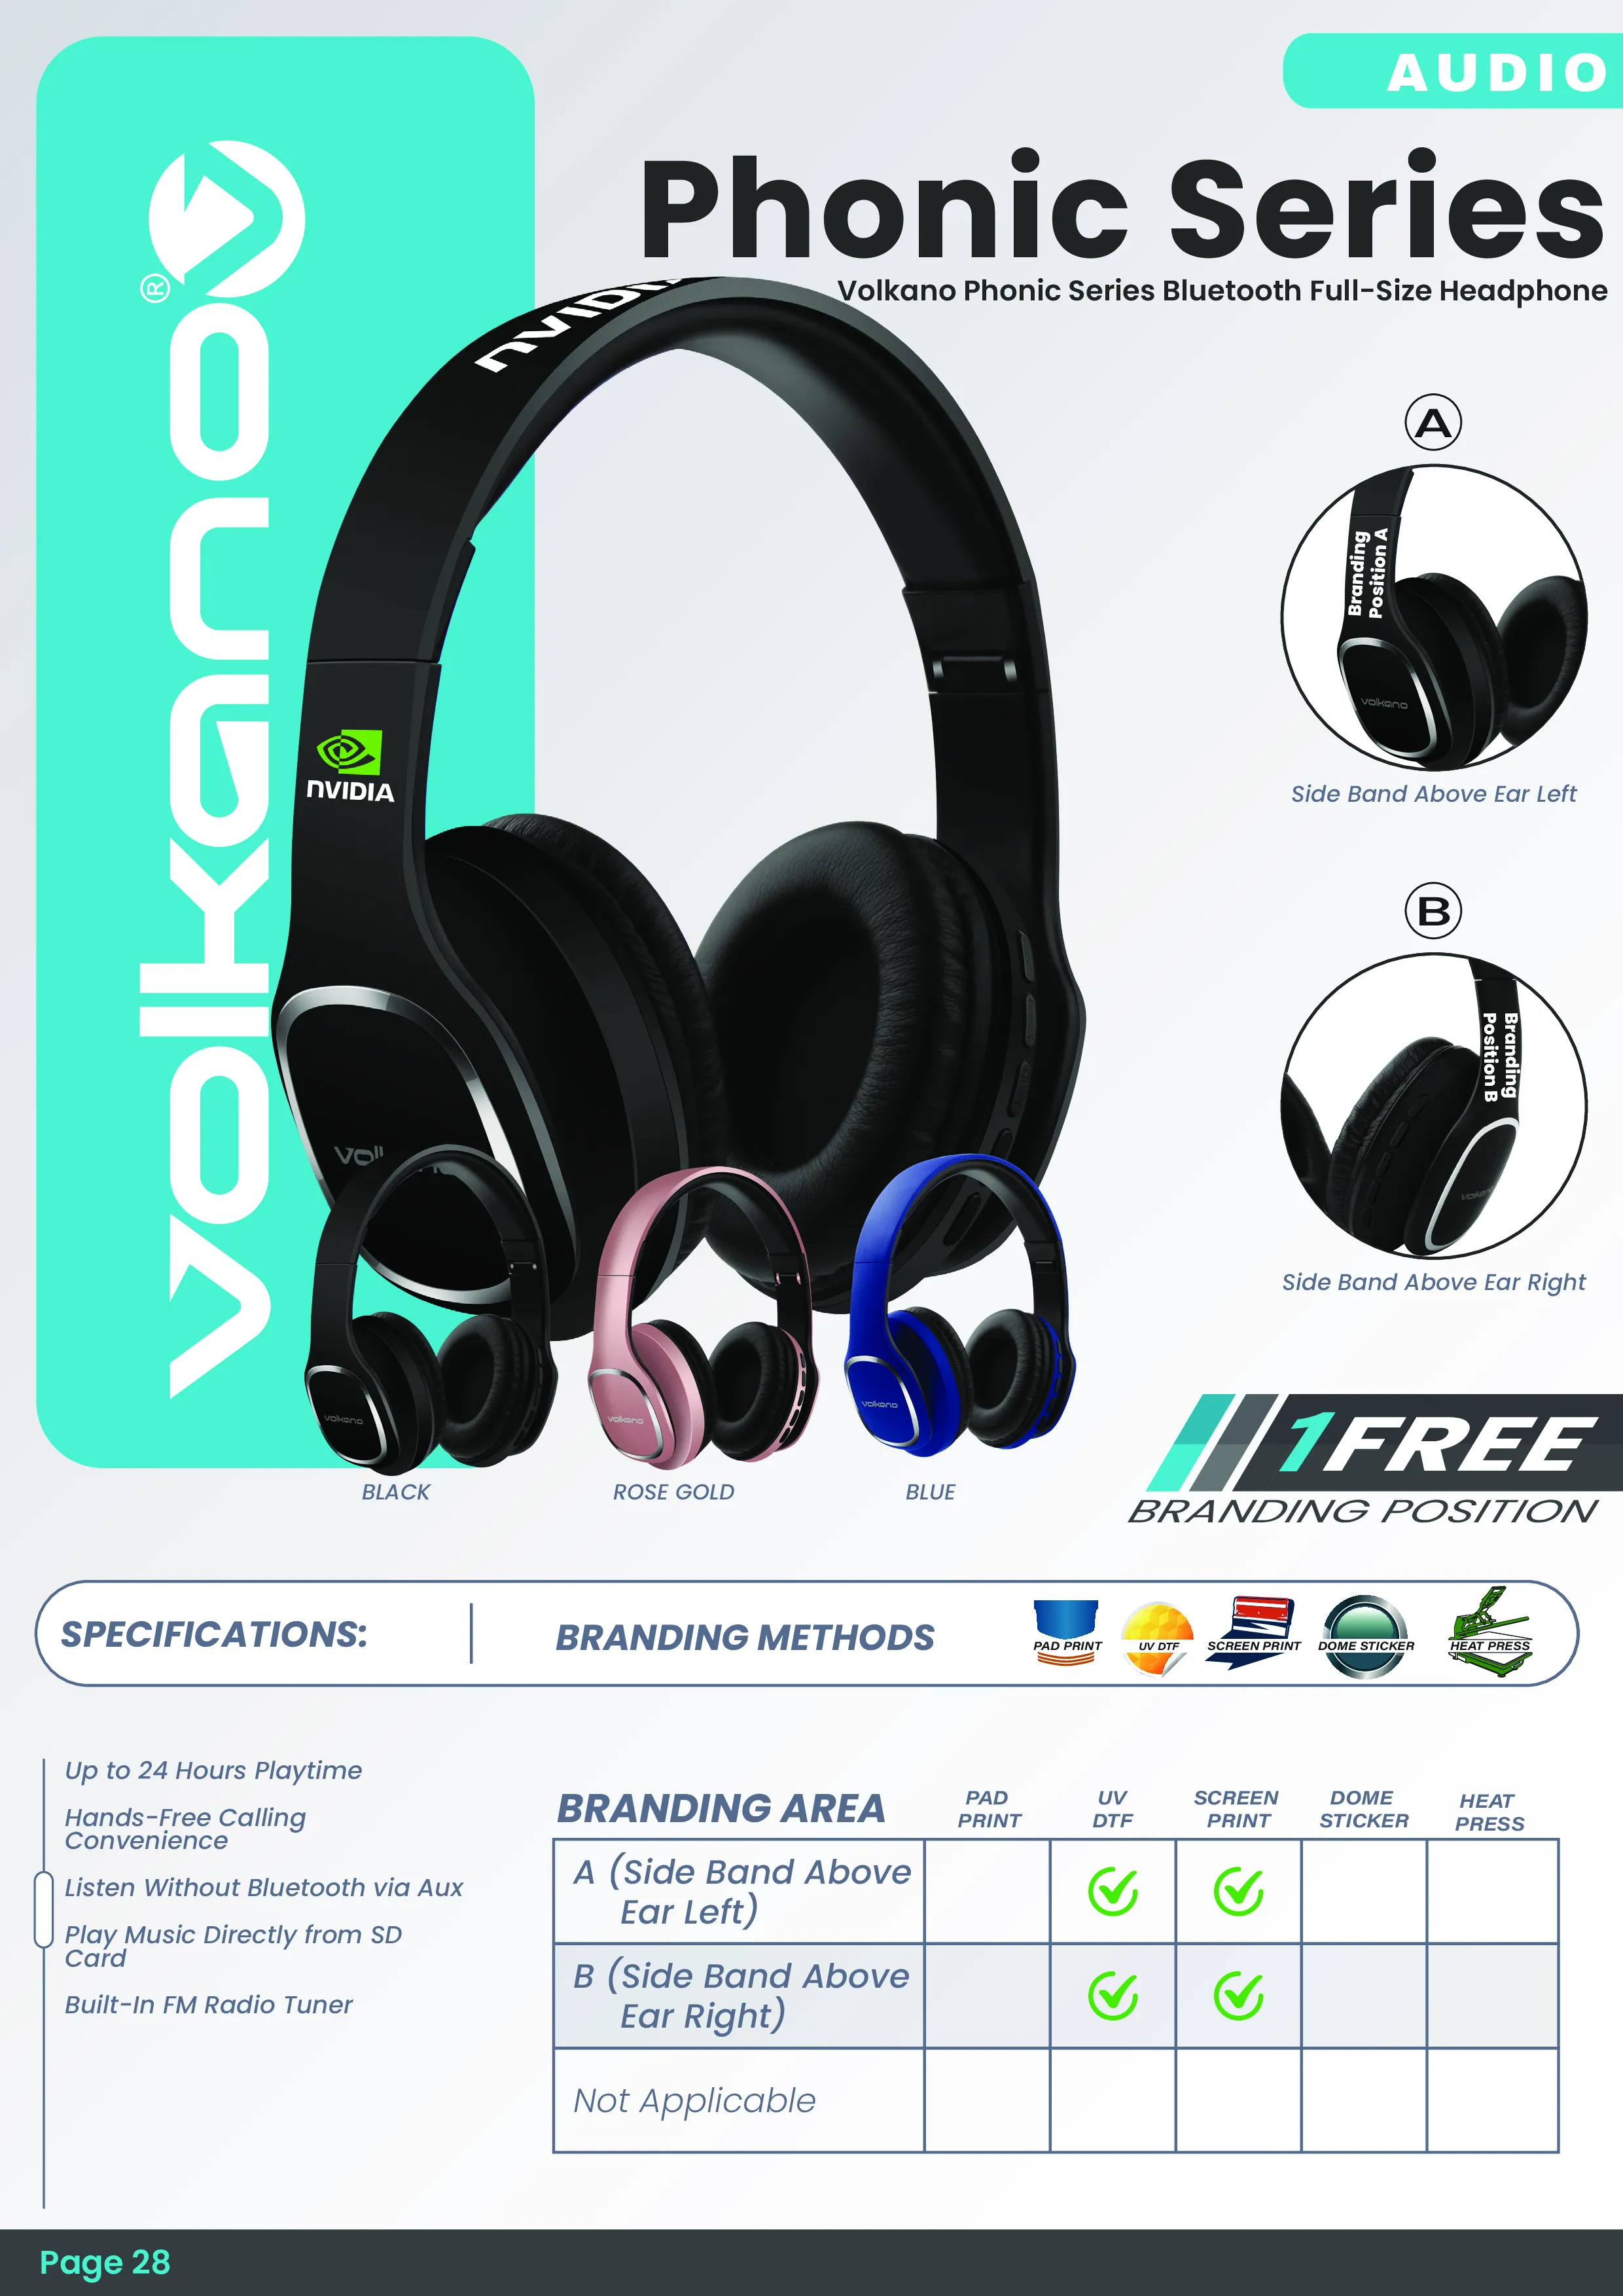 AUDIO
Phonic Series
Volkano Phonic Series Bluetooth Full-Size Headphone
volkano
®
NVIDIA
A
Branding
Position A
volkano
Side Band Above Ear Left
B
Branding
Position B
volkano
Side Band Above Ear Right
volkano
volkano
volkano
BLACK
ROSE GOLD
BLUE
1FREE
BRANDING POSITION
SPECIFICATIONS:
BRANDING METHODS
PAD PRINT
UV DTF
SCREEN PRINT
DOME STICKER
HEAT PRESS
Up to 24 Hours Playtime
Hands-Free Calling
Convenience
Listen Without Bluetooth via Aux
Play Music Directly from SD
Card
Built-In FM Radio Tuner
BRANDING AREA
PAD
PRINT
UV
DTF
SCREEN
PRINT
DOME
STICKER
HEAT
PRESS
A (Side Band Above
Ear Left)
B (Side Band Above
Ear Right)
Not Applicable
Page 28